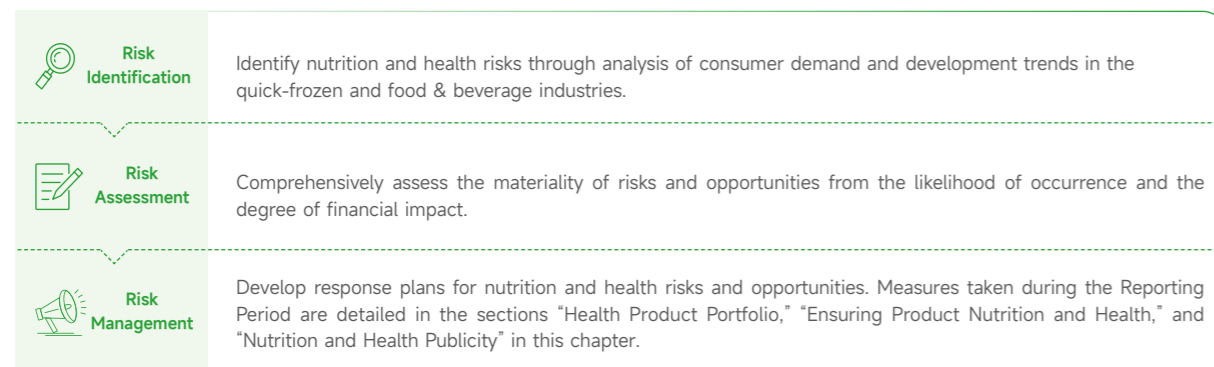 Risk
Identification
Identify nutrition and health risks through analysis of consumer demand and development trends in the
quick-frozen and food & beverage industries.
Risk
Assessment
Comprehensively assess the materiality of risks and opportunities from the likelihood of occurrence and the
degree of financial impact.
Risk
Management
Develop response plans for nutrition and health risks and opportunities. Measures taken during the Reporting
Period are detailed in the sections “Health Product Portfolio,” “Ensuring Product Nutrition and Health,” and
“Nutrition and Health Publicity” in this chapter.